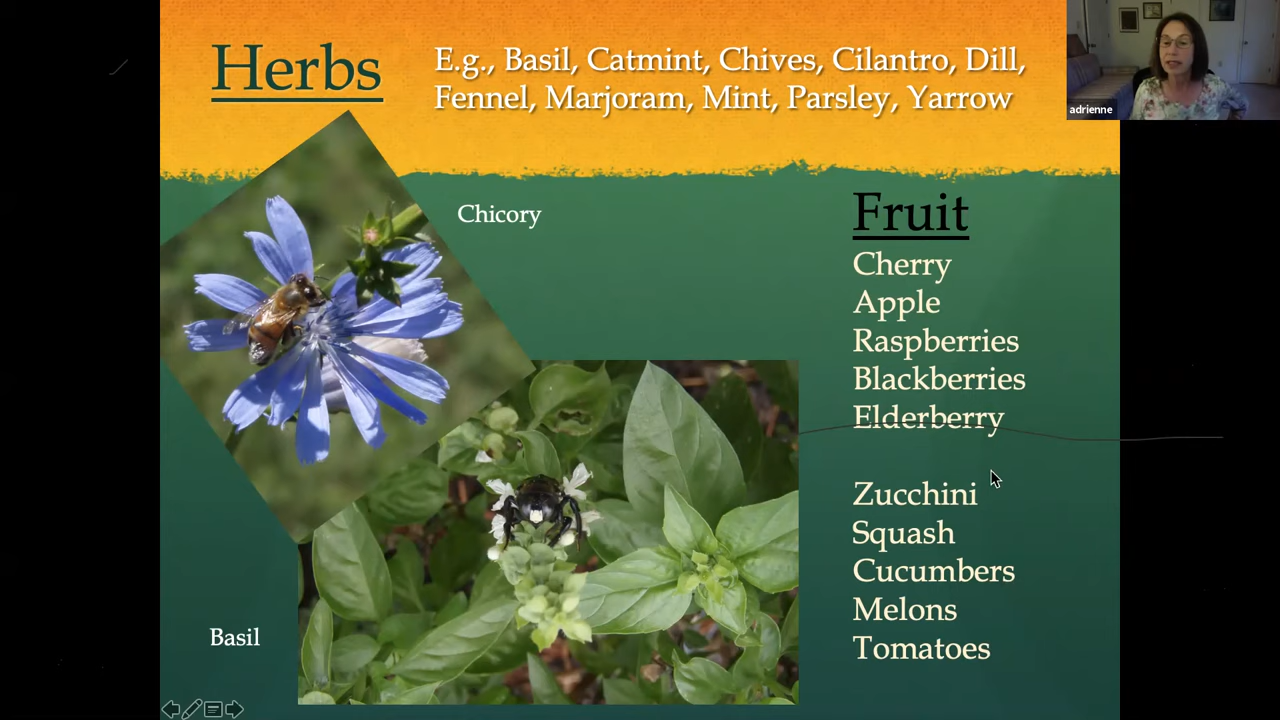 Herbs
E.g., Basil, Catmint, Chives, Cilantro, Dill,
Fennel, Marjoram, Mint, Parsley, Yarrow
adrienne
Chicory
Fruit
Cherry
Apple
Raspberries
Blackberries
Elderberry
Zucchini
Squash
Cucumbers
Melons
Tomatoes
Basil